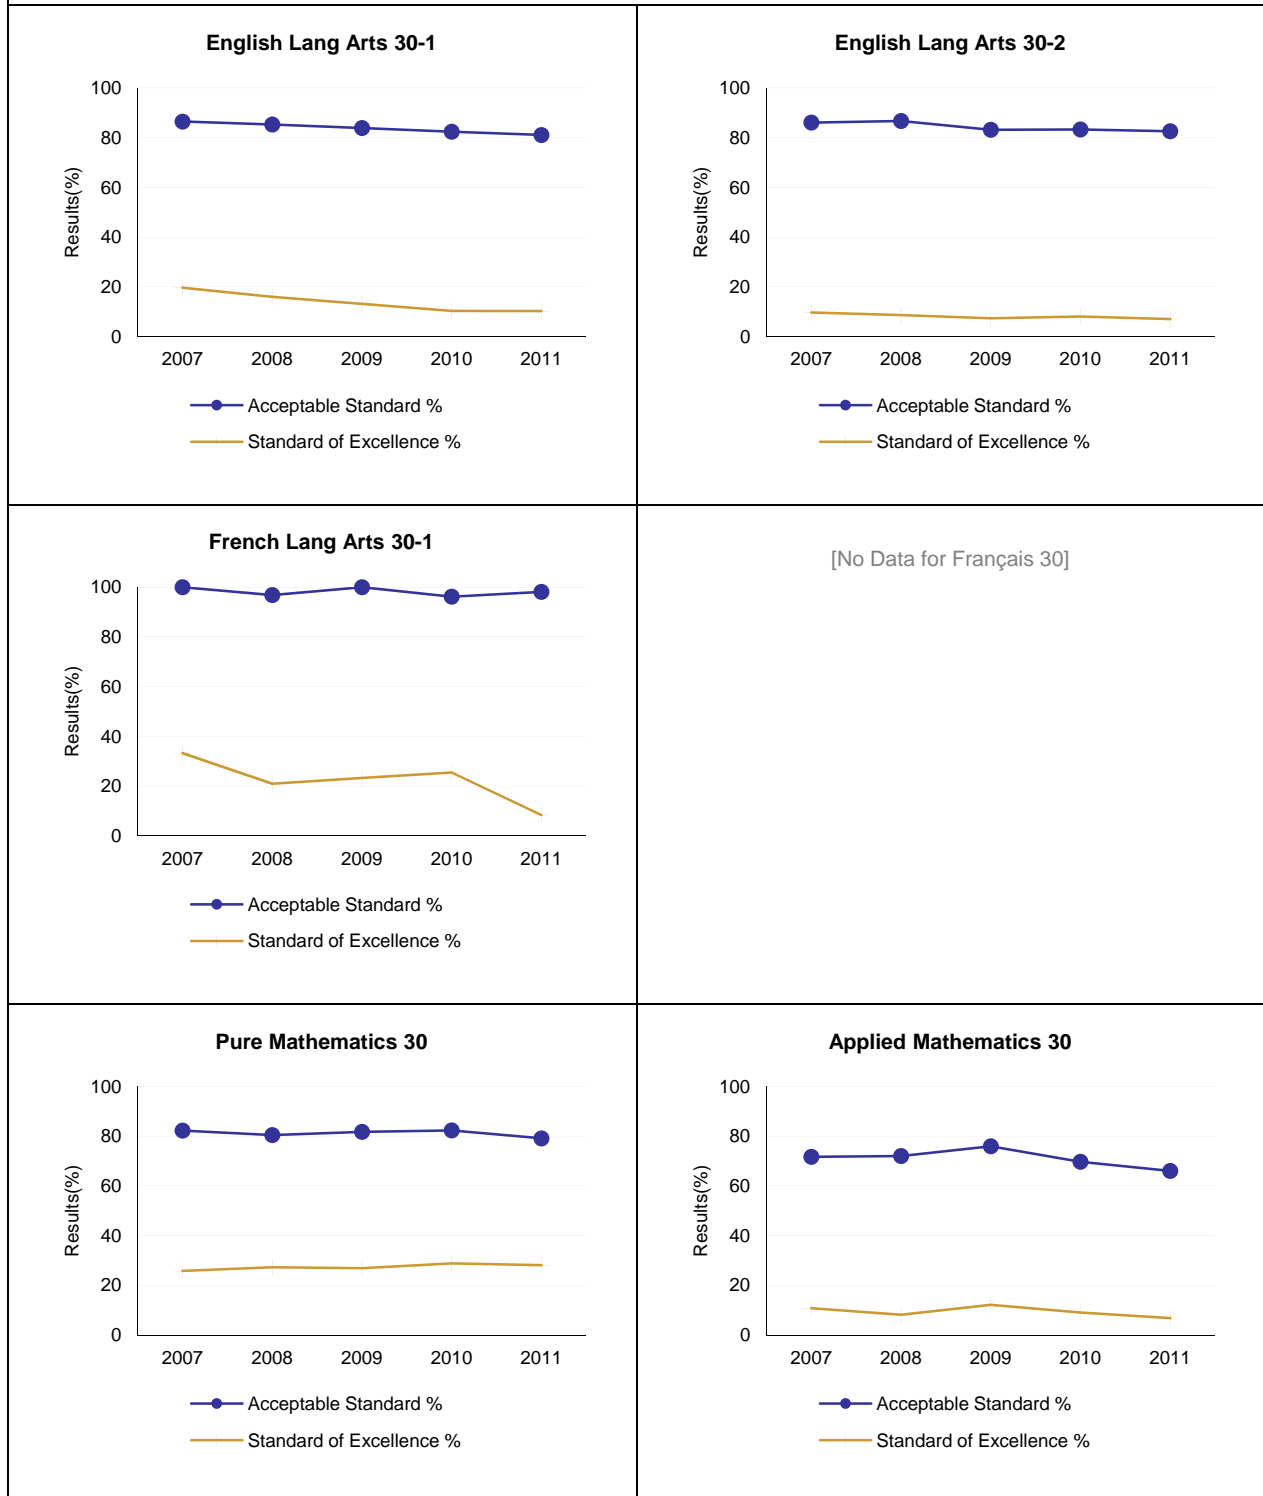 English Lang Arts 30-1
Results(%)
100
80
60
40
20
0
2007 2008 2009 2010 2011
Acceptable Standard %
Standard of Excellence %
English Lang Arts 30-2
Results(%)
100
80
60
40
20
0
2007 2008 2009 2010 2011
Acceptable Standard %
Standard of Excellence %
French Lang Arts 30-1
Results(%)
100
80
60
40
20
0
2007 2008 2009 2010 2011
Acceptable Standard %
Standard of Excellence %
[No Data for Français 30]
Pure Mathematics 30
Results(%)
100
80
60
40
20
0
2007 2008 2009 2010 2011
Acceptable Standard %
Standard of Excellence %
Applied Mathematics 30
Results(%)
100
80
60
40
20
0
2007 2008 2009 2010 2011
Acceptable Standard %
Standard of Excellence %